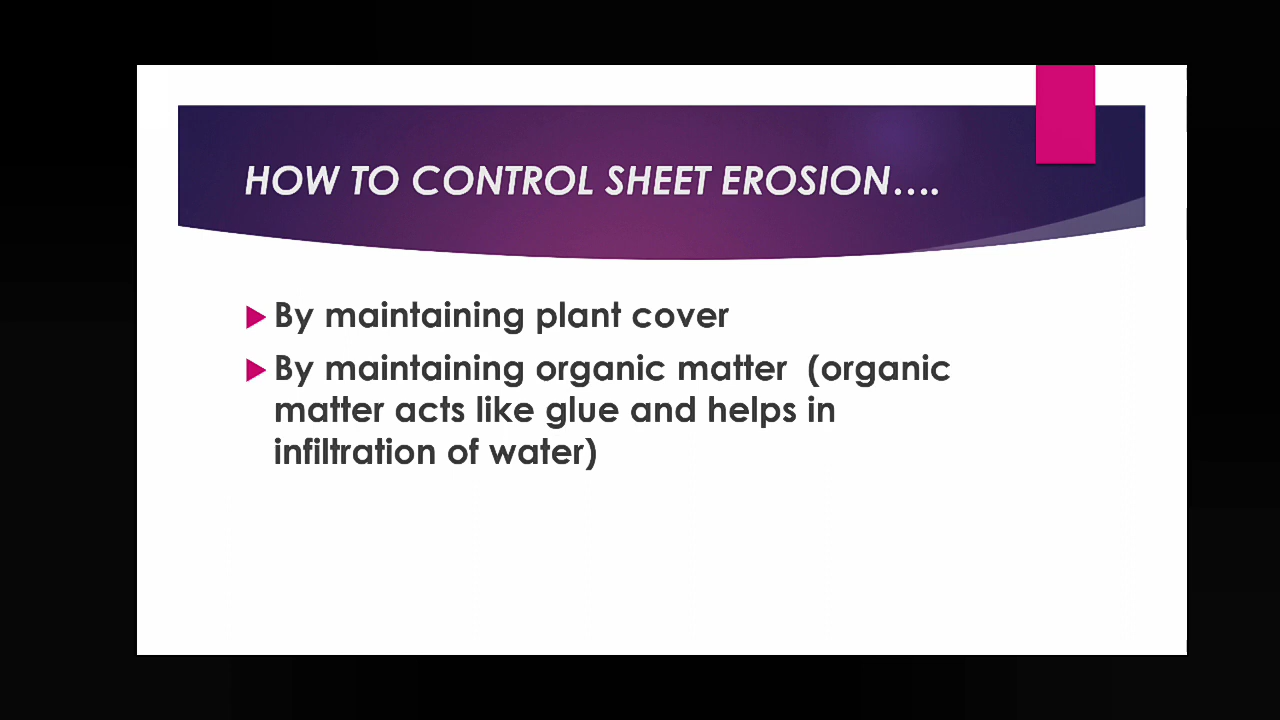 HOW TO CONTROL SHEET EROSION....
By maintaining plant cover
By maintaining organic matter (organic
matter acts like glue and helps in
infiltration of water)